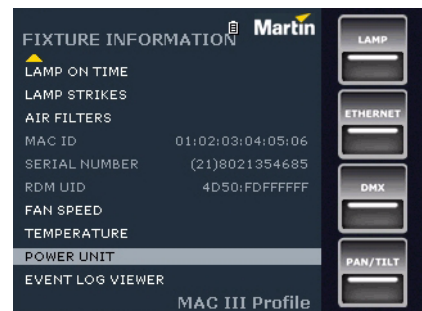 Martin
FIXTURE INFORMATION
LAMP ON TIME
LAMP STRIKES
AIR FILTERS
MAC ID 01:02:03:04:05:06
SERIAL NUMBER (21)8021354685
RDM UID 4D50:FDFFFFFF
FAN SPEED
TEMPERATURE
POWER UNIT
EVENT LOG VIEWER
MAC III Profile
LAMP
ETHERNET
DMX
PAN/TILT